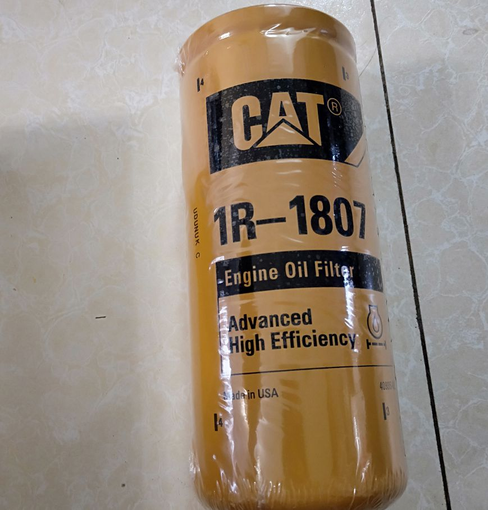 CAT®
1R–1807
Engine Oil Filter
Advanced
High Efficiency
Made in USA